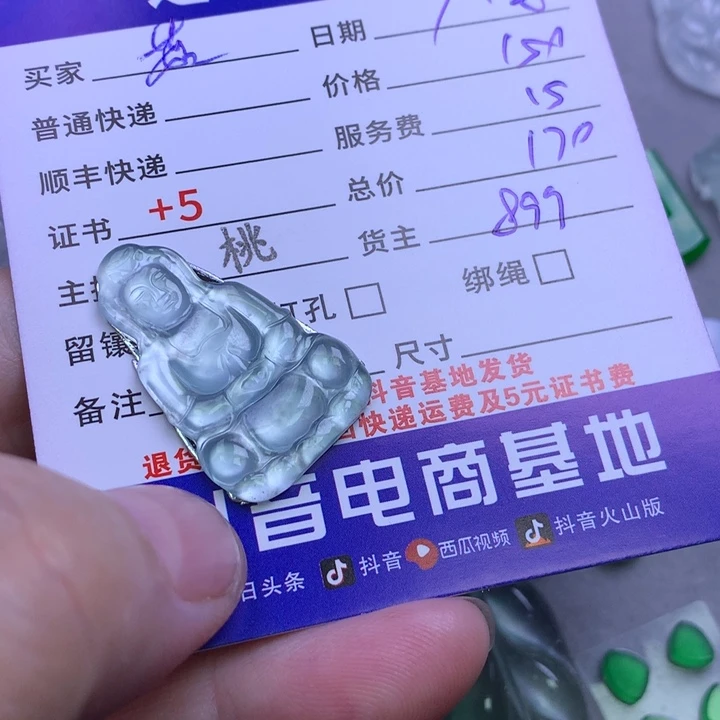 买家 日期
普通快递 价格 150
顺丰快递 服务费 15
证书 +5 总价 170
主 桃 货主 899
孔 □ 绑绳 □
留镶 尺寸
备注 抖音基地发货
退货 快递运费及5元证书费
音电商基地
日头条 抖音 西瓜视频 抖音火山版